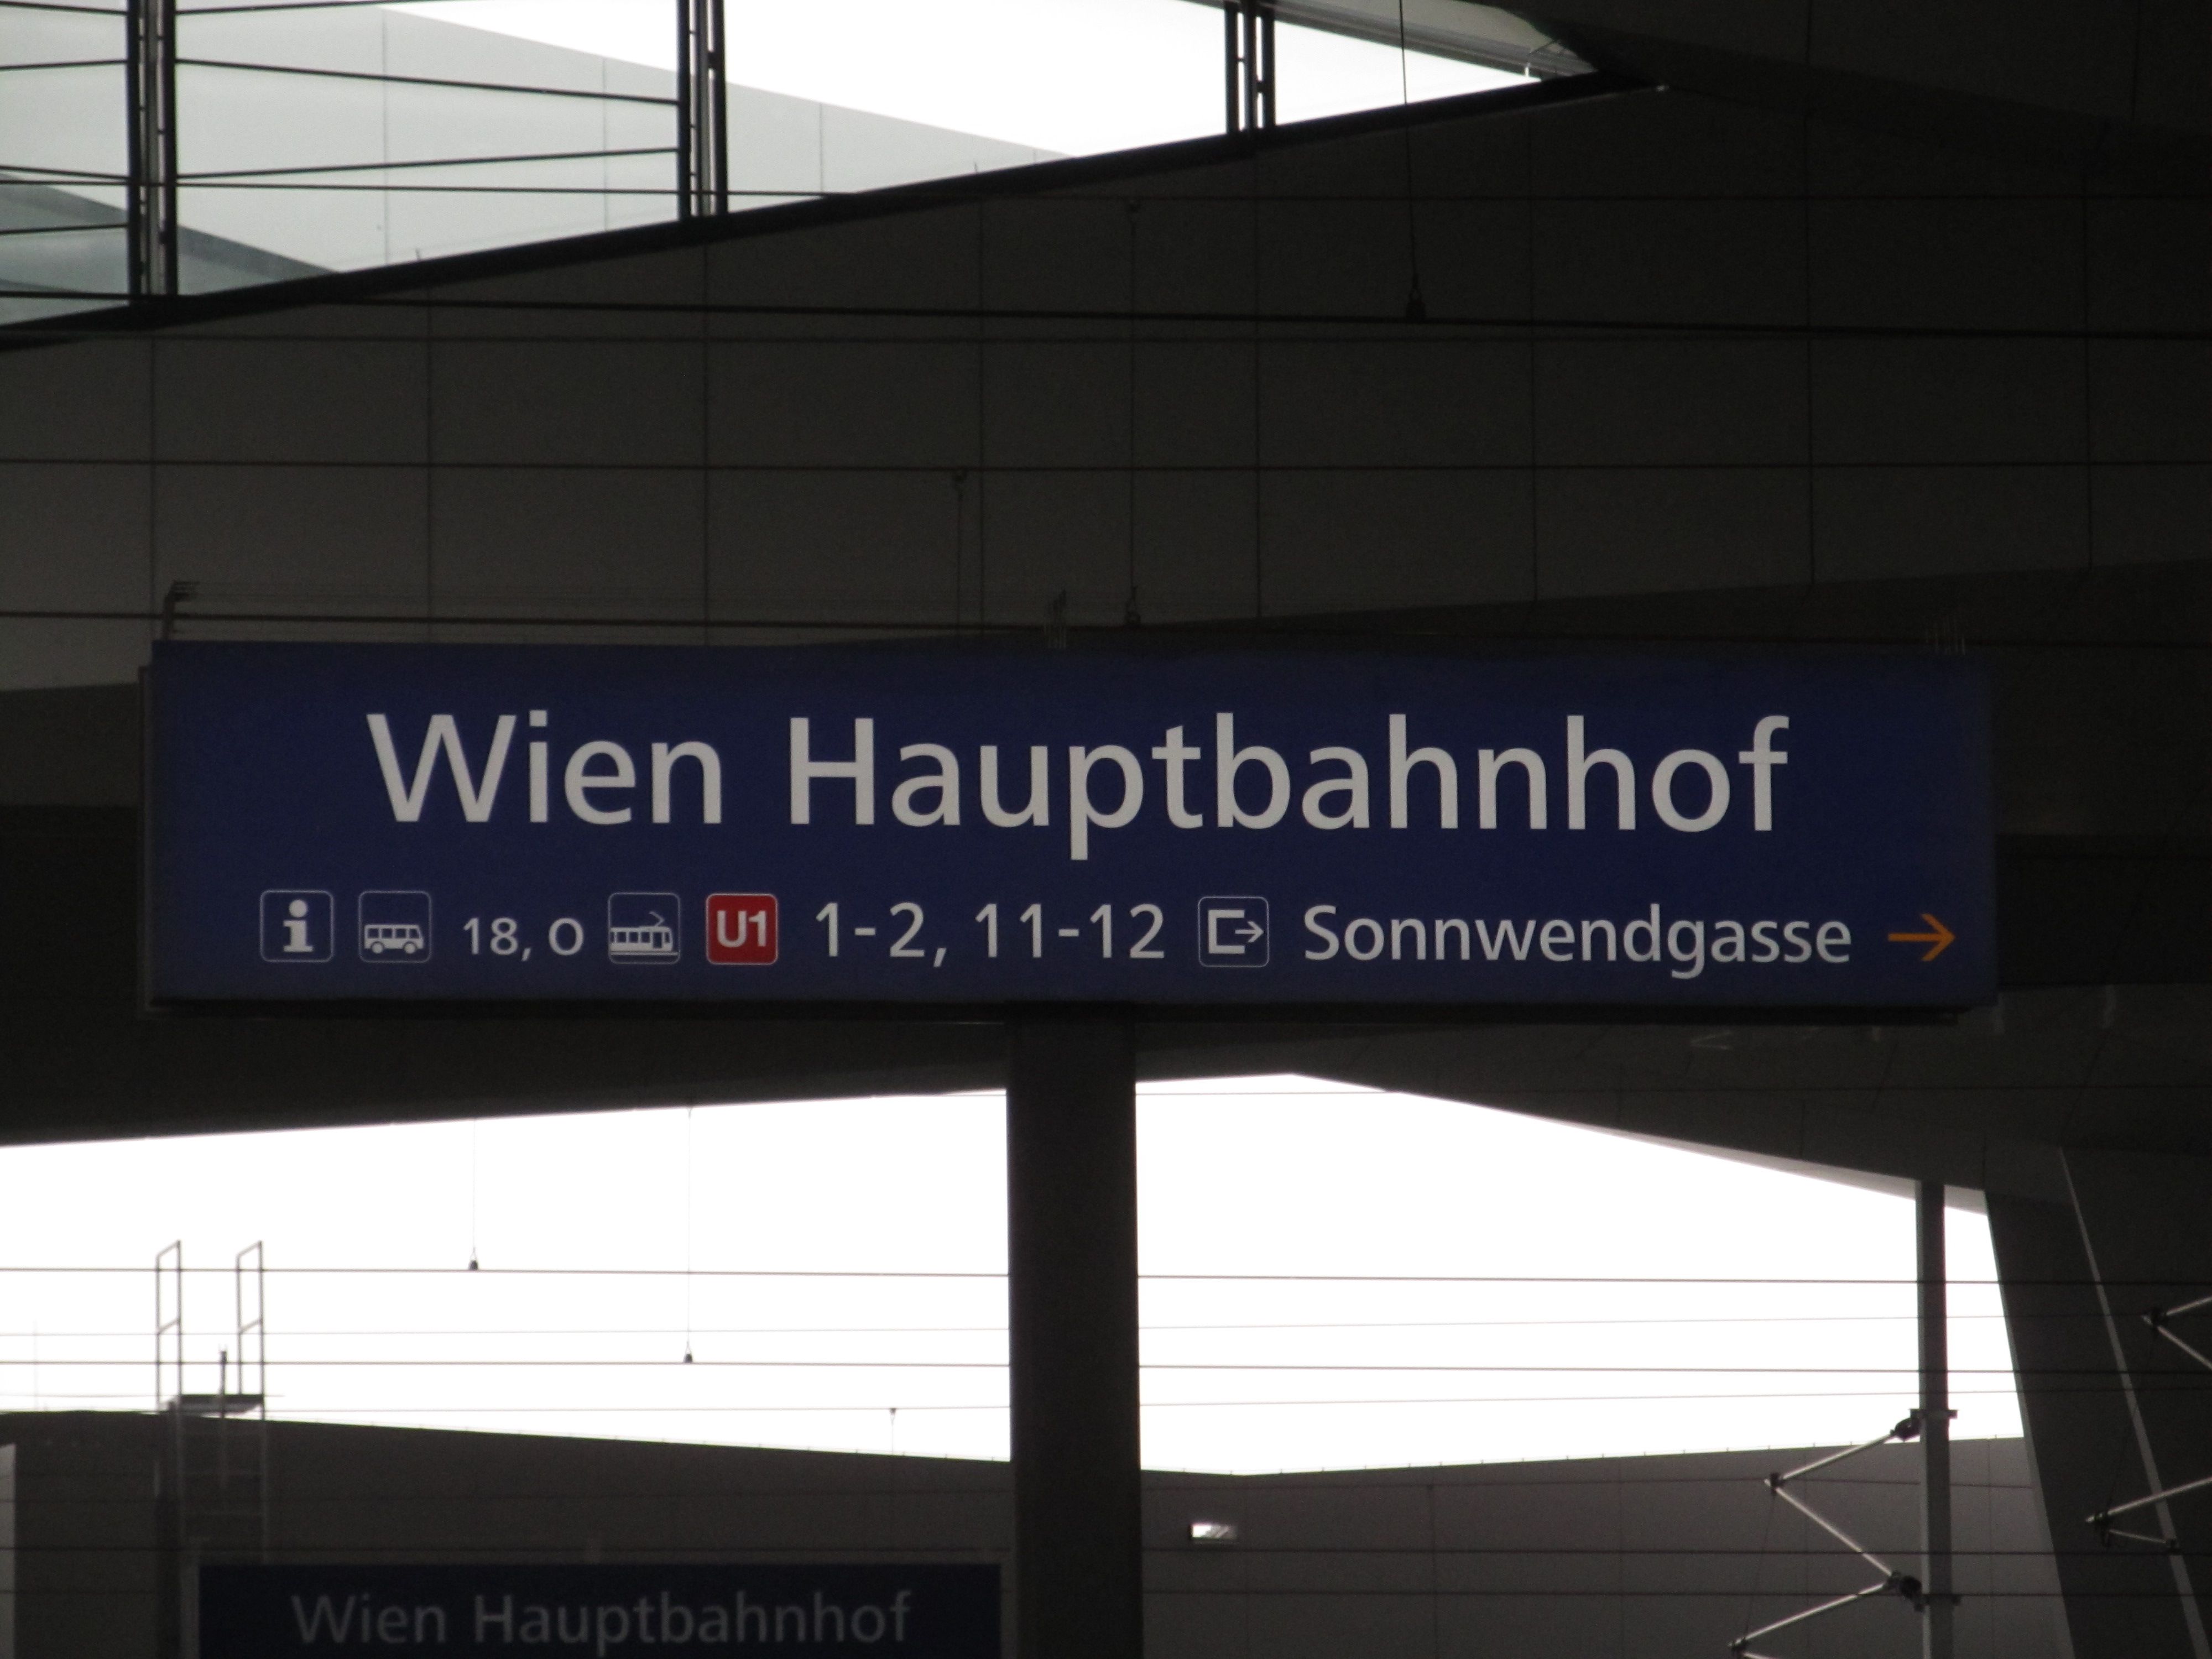 Wien Hauptbahnhof
i 18, O U1 1-2, 11-12 Sonnwendgasse →
Wien Hauptbahnhof